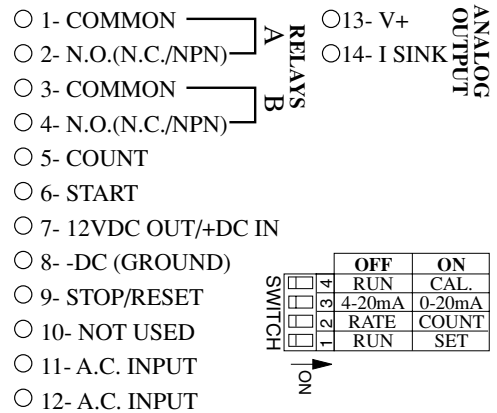 1- COMMON
2- N.O.(N.C./NPN)
A
3- COMMON
4- N.O.(N.C./NPN)
B
RELAYS
5- COUNT
6- START
7- 12VDC OUT/+DC IN
8- -DC (GROUND)
9- STOP/RESET
10- NOT USED
11- A.C. INPUT
12- A.C. INPUT
13- V+
14- I SINK
ANALOG
OUTPUT
SWITCH
OFF ON
4 RUN CAL.
3 4-20mA 0-20mA
2 RATE COUNT
1 RUN SET
ON